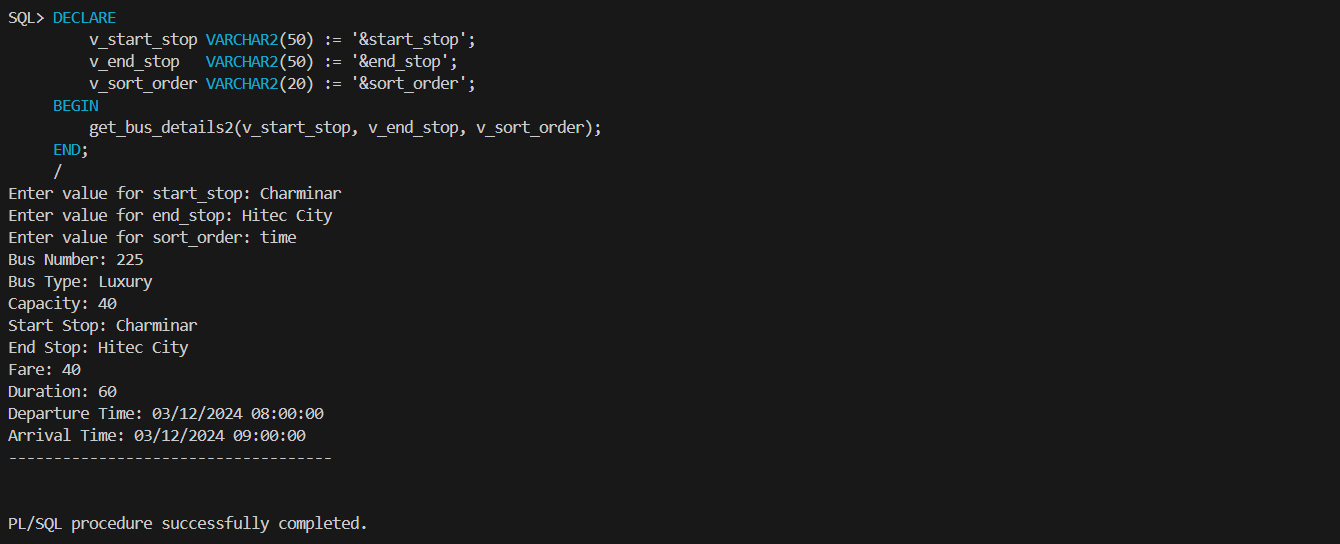 SQL> DECLARE
         v_start_stop VARCHAR2(50) := '&start_stop';
         v_end_stop   VARCHAR2(50) := '&end_stop';
         v_sort_order VARCHAR2(20) := '&sort_order';
     BEGIN
         get_bus_details2(v_start_stop, v_end_stop, v_sort_order);
     END;
     /
Enter value for start_stop: Charminar
Enter value for end_stop: Hitec City
Enter value for sort_order: time
Bus Number: 225
Bus Type: Luxury
Capacity: 40
Start Stop: Charminar
End Stop: Hitec City
Fare: 40
Duration: 60
Departure Time: 03/12/2024 08:00:00
Arrival Time: 03/12/2024 09:00:00
------------------------------------
PL/SQL procedure successfully completed.